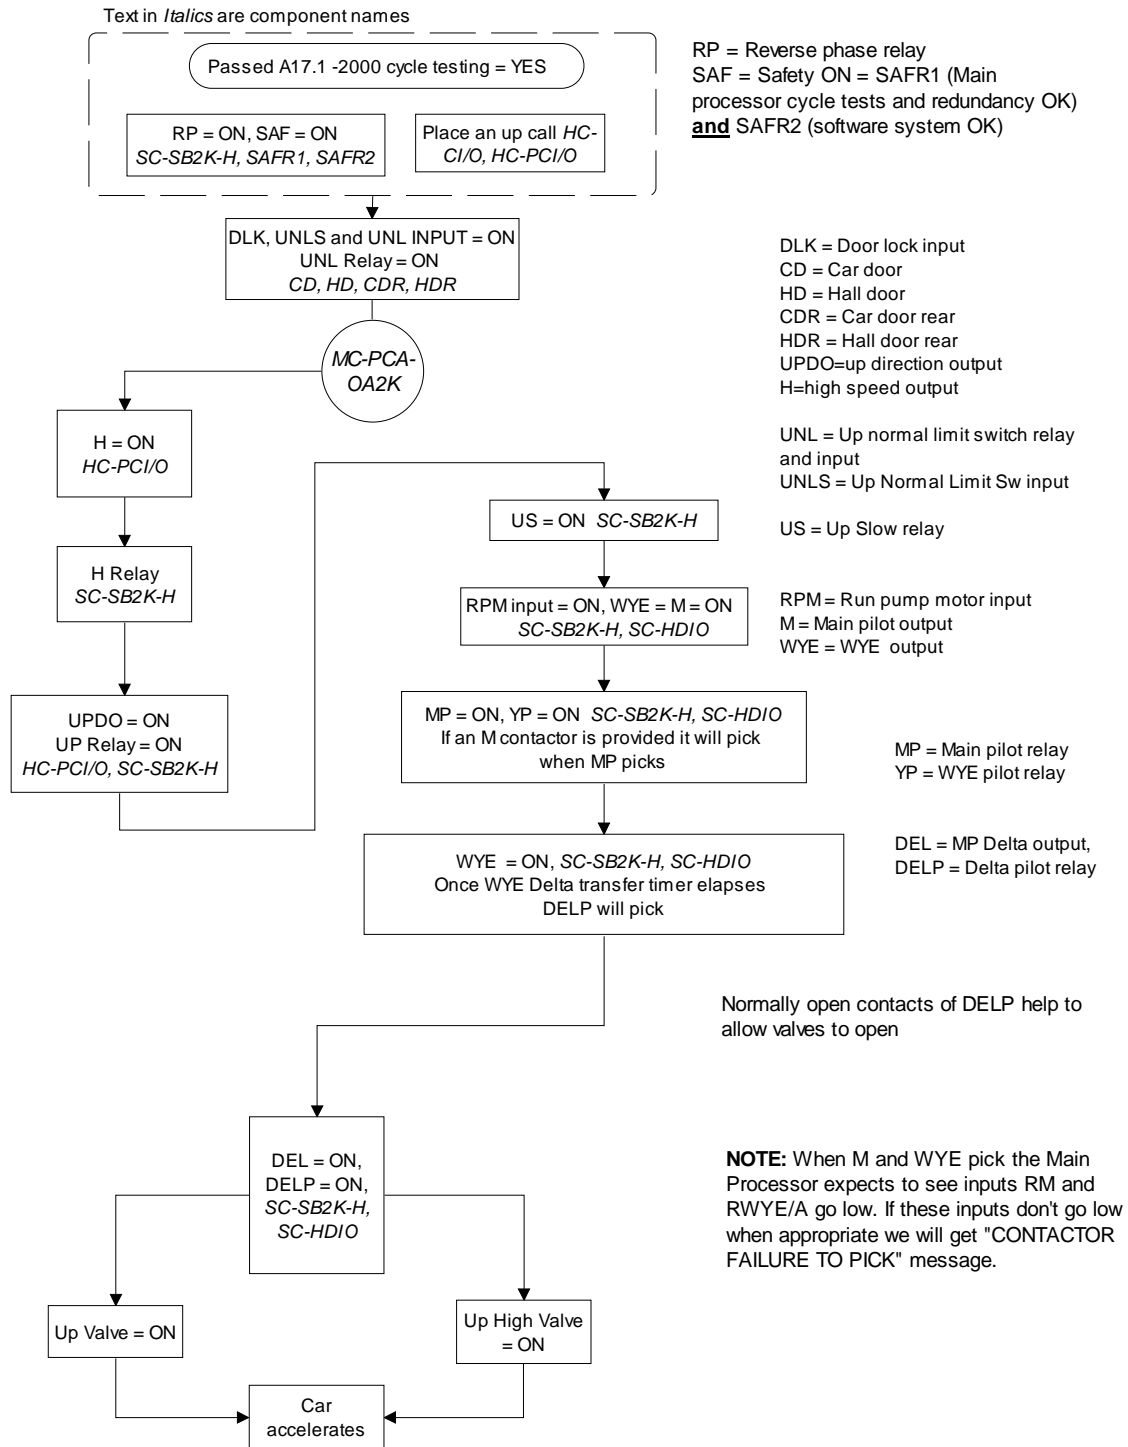 Text in Italics are component names
Passed A17.1 -2000 cycle testing = YES
RP = ON, SAF = ON
SC-SB2K-H, SAFR1, SAFR2
Place an up call HC-
CI/O, HC-PCI/O
RP = Reverse phase relay
SAF = Safety ON = SAFR1 (Main
processor cycle tests and redundancy OK)
and SAFR2 (software system OK)
DLK, UNLS and UNL INPUT = ON
UNL Relay = ON
CD, HD, CDR, HDR
DLK = Door lock input
CD = Car door
HD = Hall door
CDR = Car door rear
HDR = Hall door rear
UPDO=up direction output
H=high speed output
MC-PCA-
OA2K
H = ON
HC-PCI/O
UNL = Up normal limit switch relay
and input
UNLS = Up Normal Limit Sw input
H Relay
SC-SB2K-H
UPDO = ON
UP Relay = ON
HC-PCI/O, SC-SB2K-H
US = ON SC-SB2K-H
US = Up Slow relay
RPM input = ON, WYE = M = ON
SC-SB2K-H, SC-HDIO
RPM = Run pump motor input
M = Main pilot output
WYE = WYE output
MP = ON, YP = ON SC-SB2K-H, SC-HDIO
If an M contactor is provided it will pick
when MP picks
MP = Main pilot relay
YP = WYE pilot relay
WYE = ON, SC-SB2K-H, SC-HDIO
Once WYE Delta transfer timer elapses
DELP will pick
DEL = MP Delta output,
DELP = Delta pilot relay
Normally open contacts of DELP help to
allow valves to open
DEL = ON,
DELP = ON,
SC-SB2K-H,
SC-HDIO
NOTE: When M and WYE pick the Main
Processor expects to see inputs RM and
RWYE/A go low. If these inputs don't go low
when appropriate we will get "CONTACTOR
FAILURE TO PICK" message.
Up Valve = ON
Up High Valve
= ON
Car
accelerates